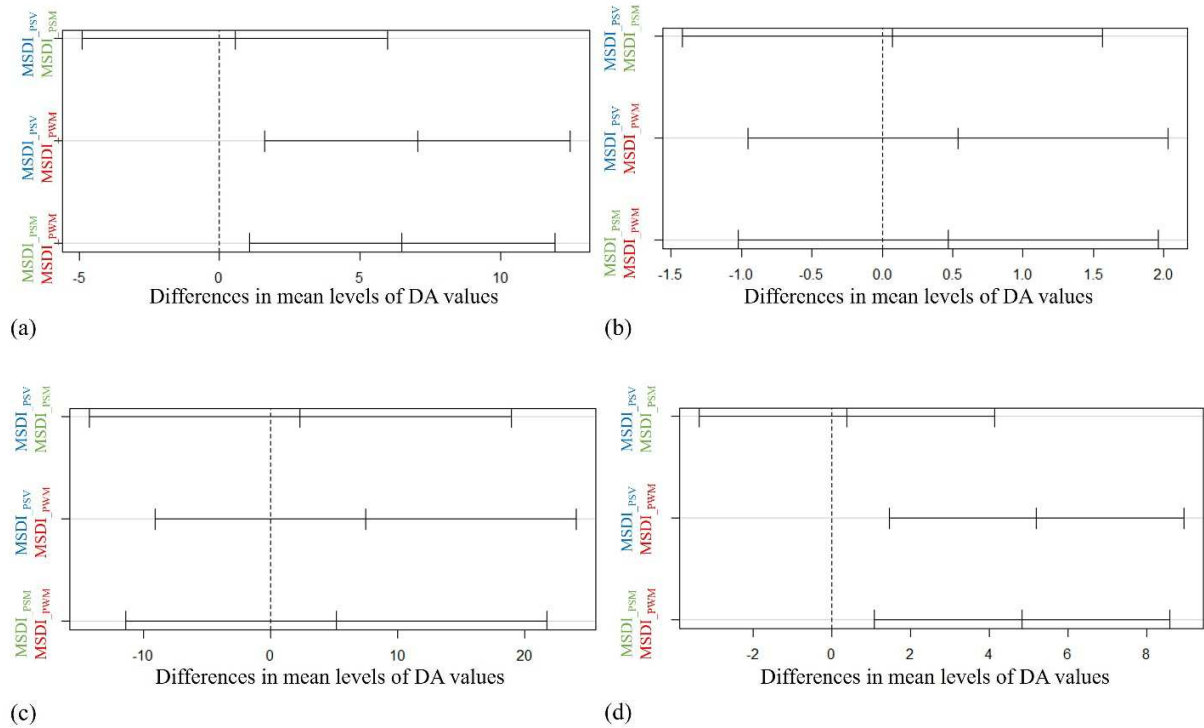 MSDI_PSV
MSDI_PSM
MSDI_PSV
MSDI_PWM
MSDI_PSM
MSDI_PWM
-5 0 5 10
Differences in mean levels of DA values
(a)
MSDI_PSV
MSDI_PSM
MSDI_PSV
MSDI_PWM
MSDI_PSM
MSDI_PWM
-1.5 -1.0 -0.5 0.0 0.5 1.0 1.5 2.0
Differences in mean levels of DA values
(b)
MSDI_PSV
MSDI_PSM
MSDI_PSV
MSDI_PWM
MSDI_PSM
MSDI_PWM
-10 0 10 20
Differences in mean levels of DA values
(c)
MSDI_PSV
MSDI_PSM
MSDI_PSV
MSDI_PWM
MSDI_PSM
MSDI_PWM
-2 0 2 4 6 8
Differences in mean levels of DA values
(d)